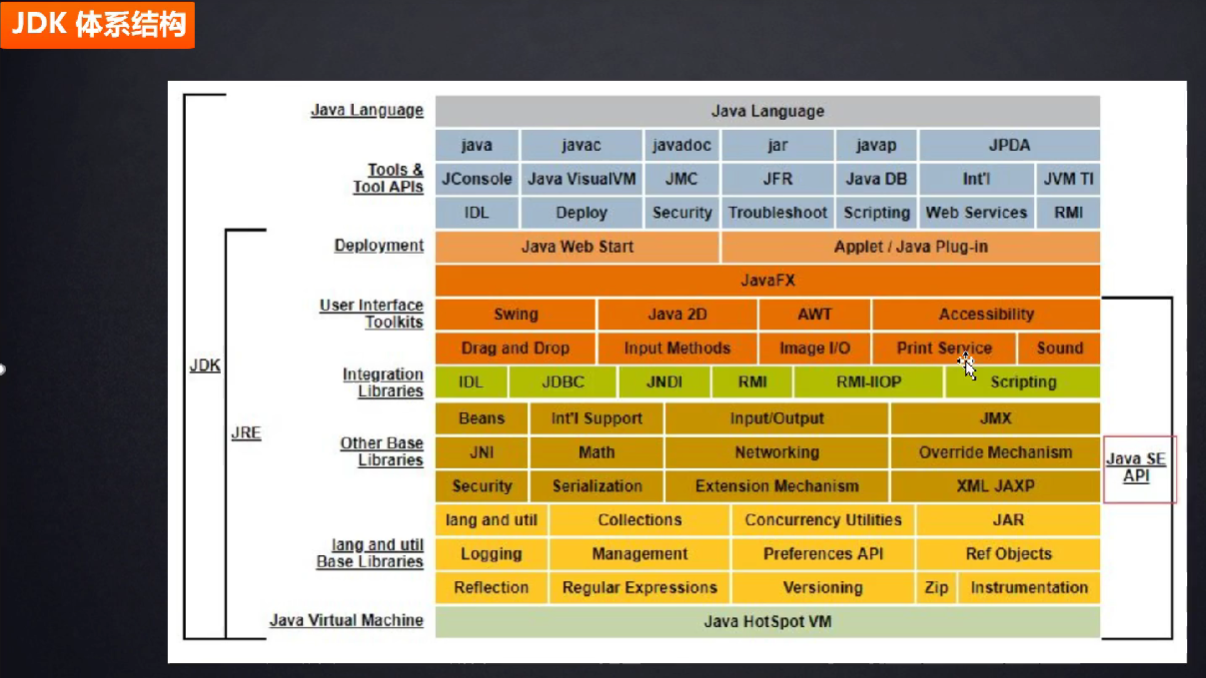 JDK 体系结构
Java Language
Java Language
java javac javadoc jar javap JPDA
Tools &
Tool APIs
JConsole Java VisualVM JMC JFR Java DB Int'l JVM TI
IDL Deploy Security Troubleshoot Scripting Web Services RMI
Deployment
Java Web Start Applet / Java Plug-in
JavaFX
User Interface
Toolkits
Swing Java 2D AWT Accessibility
Drag and Drop Input Methods Image I/O Print Service Sound
Integration
Libraries
IDL JDBC JNDI RMI RMI-IIOP Scripting
JDK
JRE
Beans Int'l Support Input/Output JMX
Other Base
Libraries
JNI Math Networking Override Mechanism
Security Serialization Extension Mechanism XML JAXP
Java SE
API
lang and util Collections Concurrency Utilities JAR
lang and util
Base Libraries
Logging Management Preferences API Ref Objects
Reflection Regular Expressions Versioning Zip Instrumentation
Java Virtual Machine
Java HotSpot VM